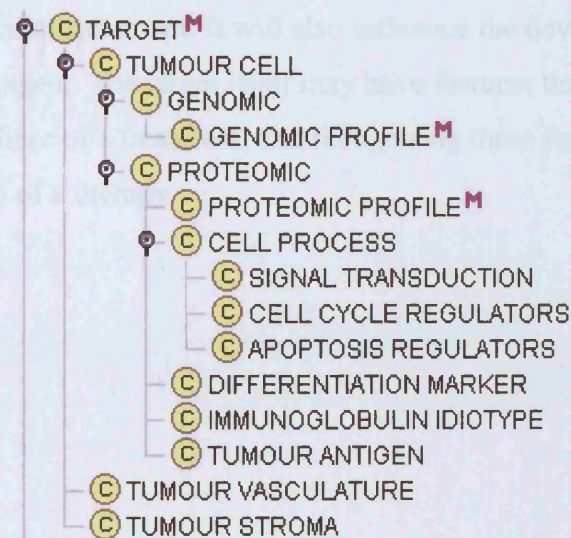 TARGET M
C TUMOUR CELL
C GENOMIC
C GENOMIC PROFILE M
C PROTEOMIC
C PROTEOMIC PROFILE M
C CELL PROCESS
C SIGNAL TRANSDUCTION
C CELL CYCLE REGULATORS
C APOPTOSIS REGULATORS
C DIFFERENTIATION MARKER
C IMMUNOGLOBULIN IDIOTYPE
C TUMOUR ANTIGEN
C TUMOUR VASCULATURE
C TUMOUR STROMA